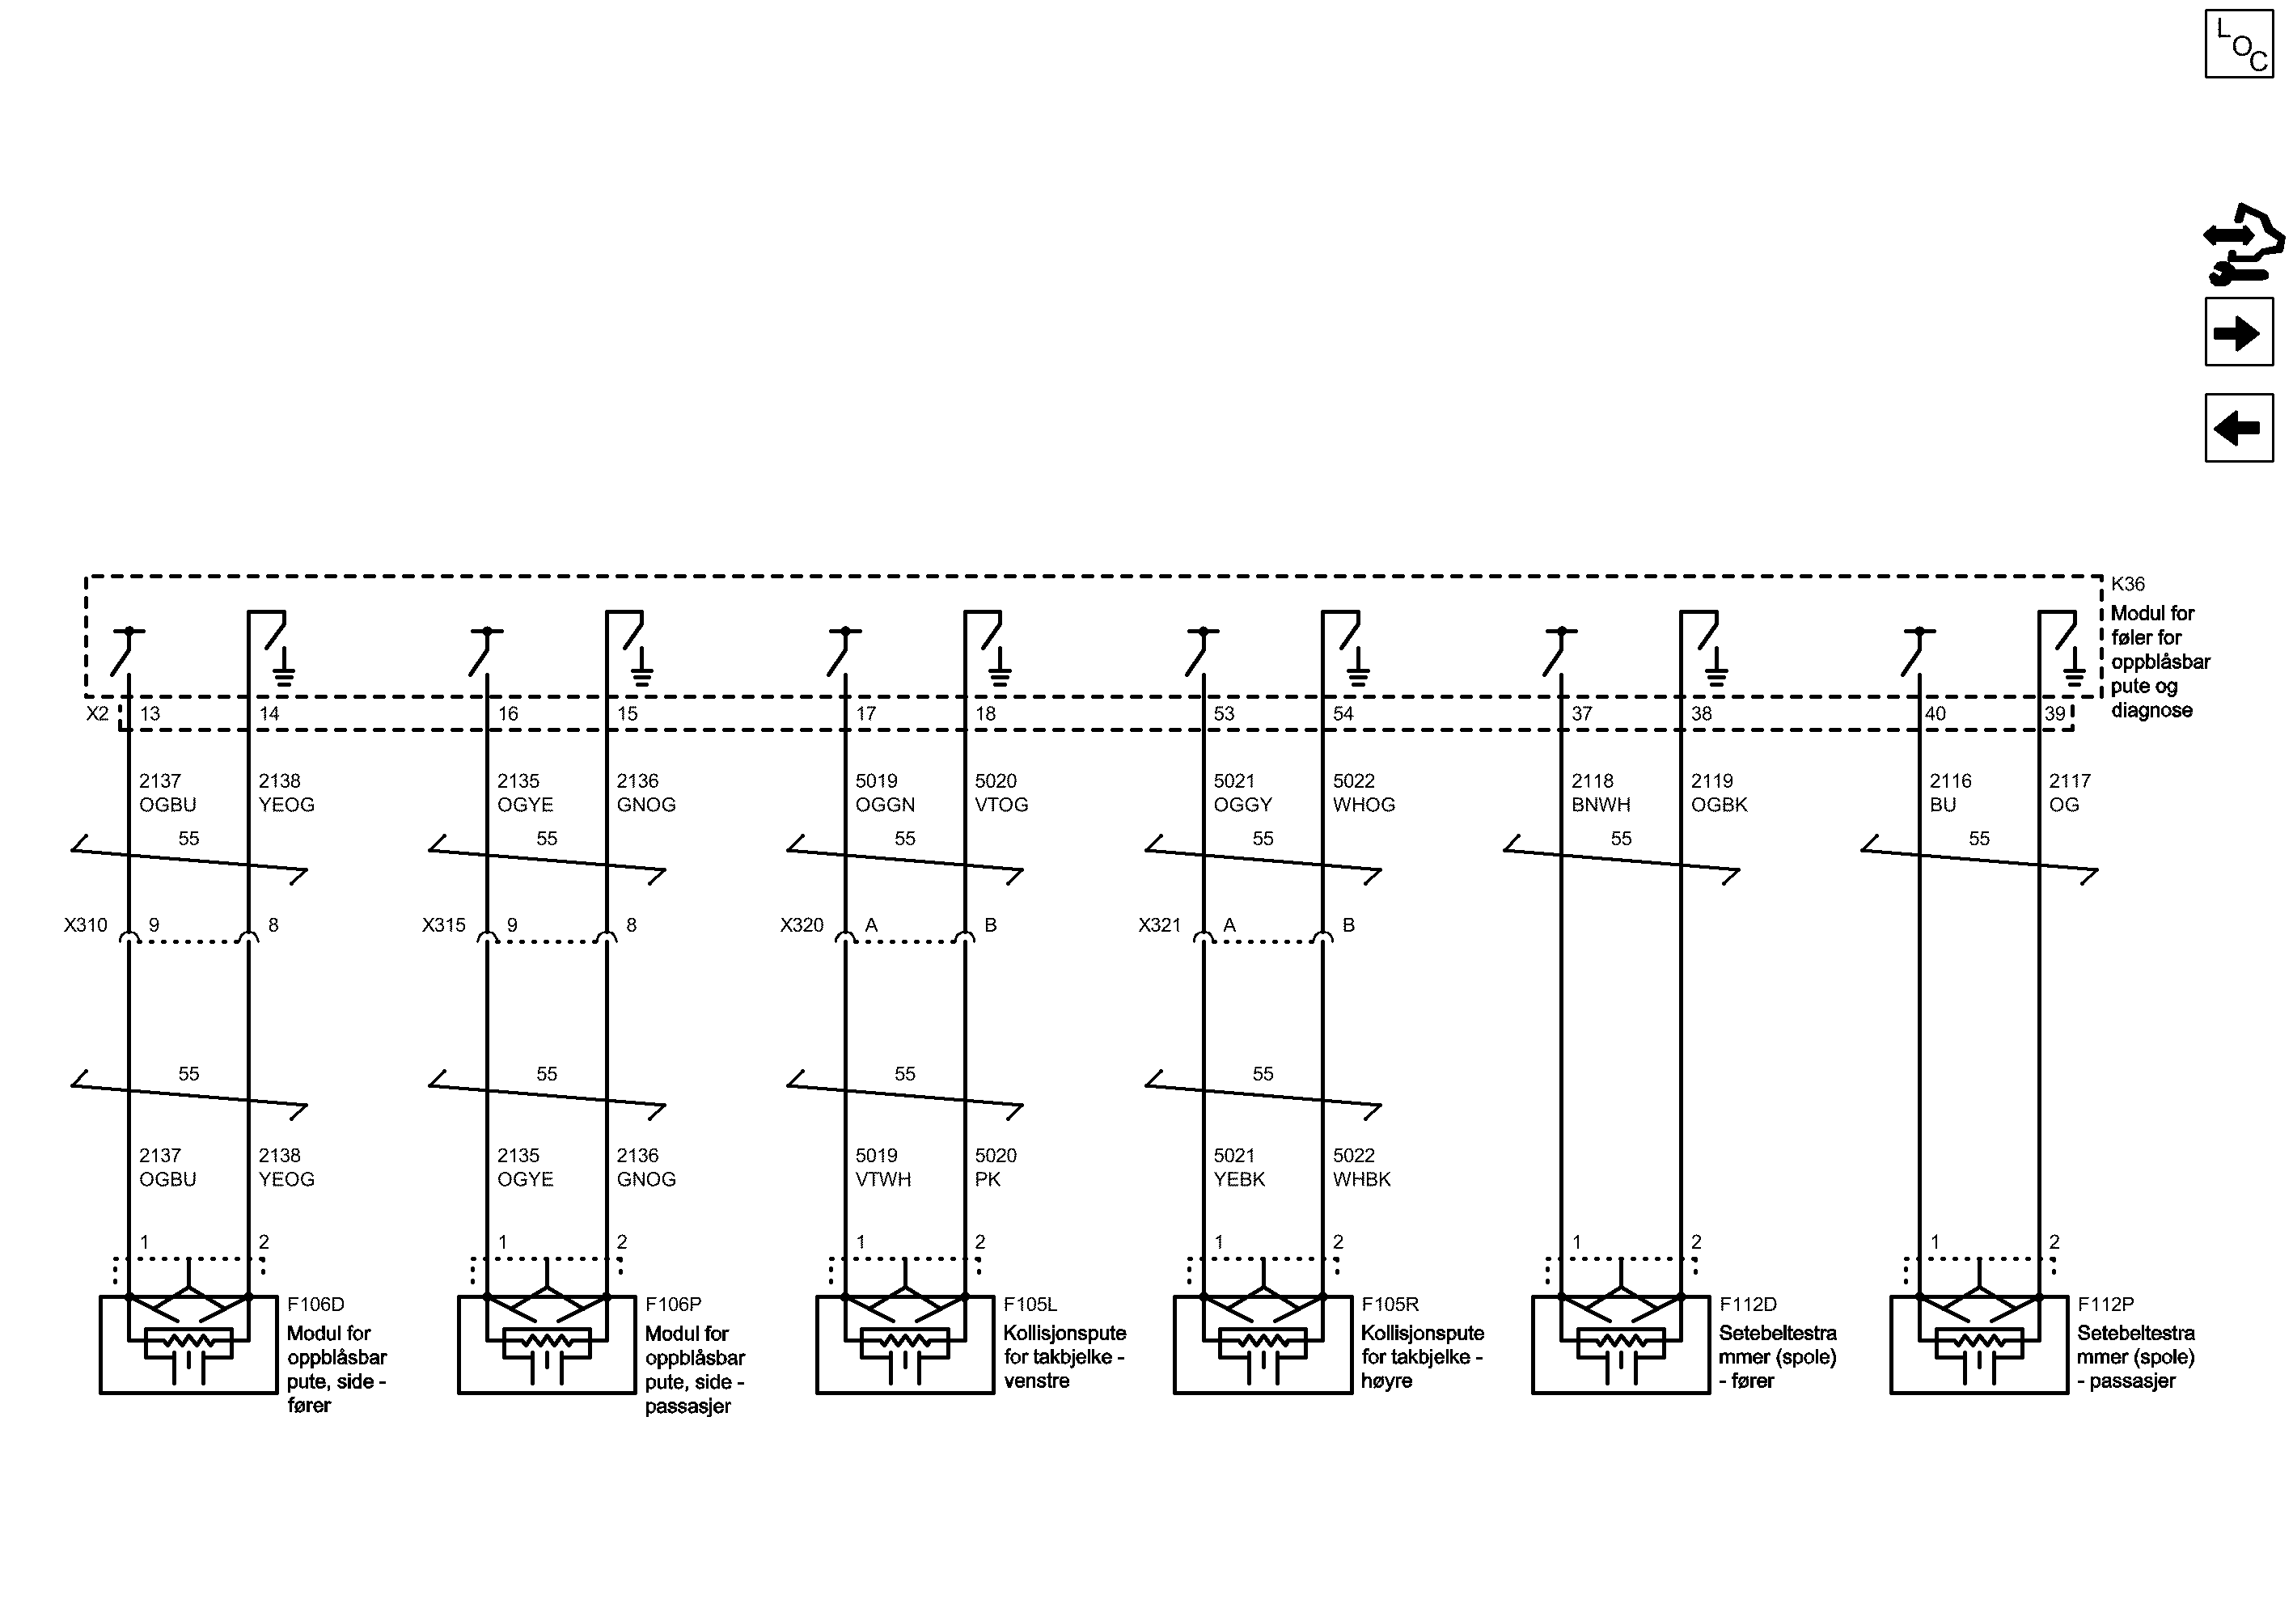 LOC
K36
Modul for
føler for
oppblåsbar
pute og
diagnose
X2 13 14 16 15 17 18 53 54 37 38 40 39
2137 2138 2135 2136 5019 5020 5021 5022 2118 2119 2116 2117
OGBU YEOG OGYE GNOG OGGN VTOG OGGY WHOG BNWH OGBK BU OG
55 55 55 55 55 55
X310 9 8 X315 9 8 X320 A B X321 A B
55 55 55 55
2137 2138 2135 2136 5019 5020 5021 5022
OGBU YEOG OGYE GNOG VTWH PK YEBK WHBK
1 2 1 2 1 2 1 2 1 2 1 2
F106D
Modul for
oppblåsbar
pute, side -
fører
F106P
Modul for
oppblåsbar
pute, side -
passasjer
F105L
Kollisjonspute
for takbjelke -
venstre
F105R
Kollisjonspute
for takbjelke -
høyre
F112D
Setebeltestra
mmer (spole)
- fører
F112P
Setebeltestra
mmer (spole)
- passasjer